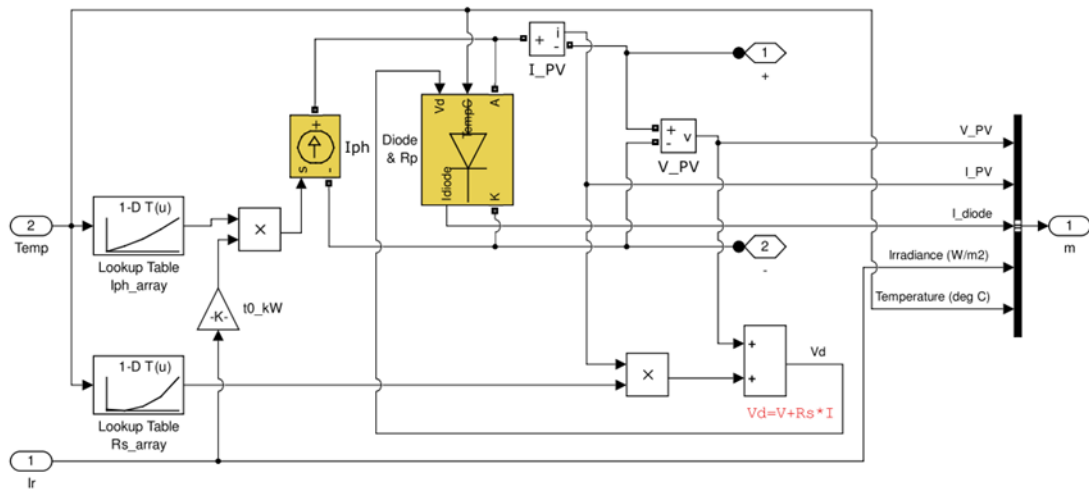 +
i
-
I_PV
1
+
Vd
TempC
A
Diode
& Rp
Idiode
K
+
s
-
Iph
+
-
v
V_PV
V_PV
I_PV
I_diode
Irradiance (W/m2)
Temperature (deg C)
1
m
2
Temp
1-D T(u)
Lookup Table
Iph_array
×
2
-
-K-
t0_kW
1-D T(u)
Lookup Table
Rs_array
×
+
+
Vd
Vd=V+Rs*I
1
Ir